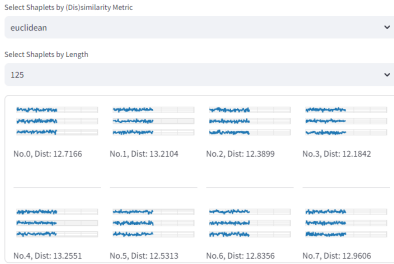 Select Shaplets by (Dis)similarity Metric
euclidean
Select Shaplets by Length
125
No.0, Dist: 12.7166
No.1, Dist: 13.2104
No.2, Dist: 12.3899
No.3, Dist: 12.1842
No.4, Dist: 13.2551
No.5, Dist: 12.5313
No.6, Dist: 12.8356
No.7, Dist: 12.9606